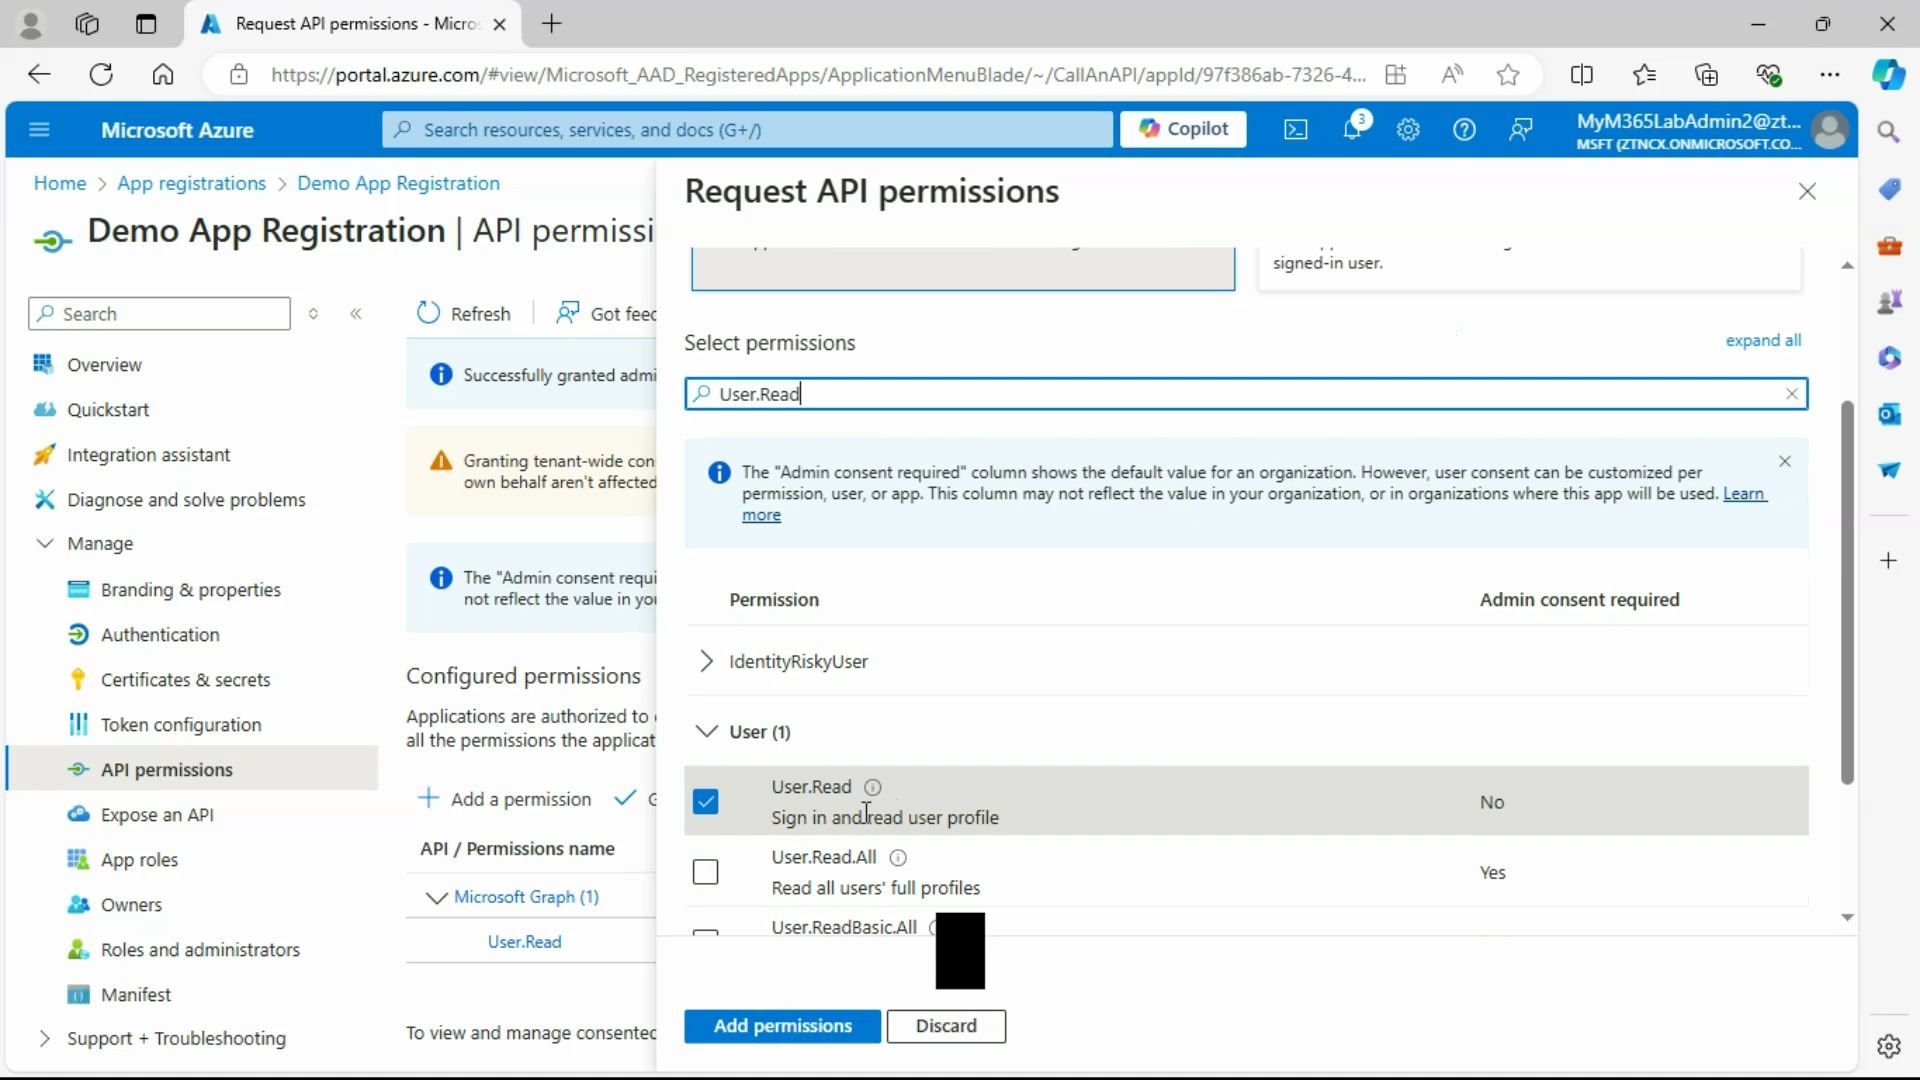 Request API permissions - Micros
https://portal.azure.com/#view/Microsoft_AAD_RegisteredApps/ApplicationMenuBlade/~/CallAnAPI/appId/97f386ab-7326-4...
Microsoft Azure
Search resources, services, and docs (G+/)
Copilot
3
MyM365LabAdmin2@zt...
MSFT (ZTNCX.ONMICROSOFT.CO...
Home > App registrations > Demo App Registration
Demo App Registration | API permissi
Search
Overview
Quickstart
Integration assistant
Diagnose and solve problems
Manage
Branding & properties
Authentication
Certificates & secrets
Token configuration
API permissions
Expose an API
App roles
Owners
Roles and administrators
Manifest
Support + Troubleshooting
Refresh
Got feed
Successfully granted admi
Granting tenant-wide con
own behalf aren't affected
The "Admin consent requi
not reflect the value in you
Configured permissions
Applications are authorized to
all the permissions the applicat
Add a permission
API / Permissions name
Microsoft Graph (1)
User.Read
To view and manage consented
Request API permissions
signed-in user.
Select permissions
expand all
User.Read
The "Admin consent required" column shows the default value for an organization. However, user consent can be customized per
permission, user, or app. This column may not reflect the value in your organization, or in organizations where this app will be used. Learn
more
Permission
Admin consent required
IdentityRiskyUser
User (1)
User.Read
Sign in and read user profile
No
User.Read.All
Read all users' full profiles
Yes
User.ReadBasic.All
Add permissions
Discard